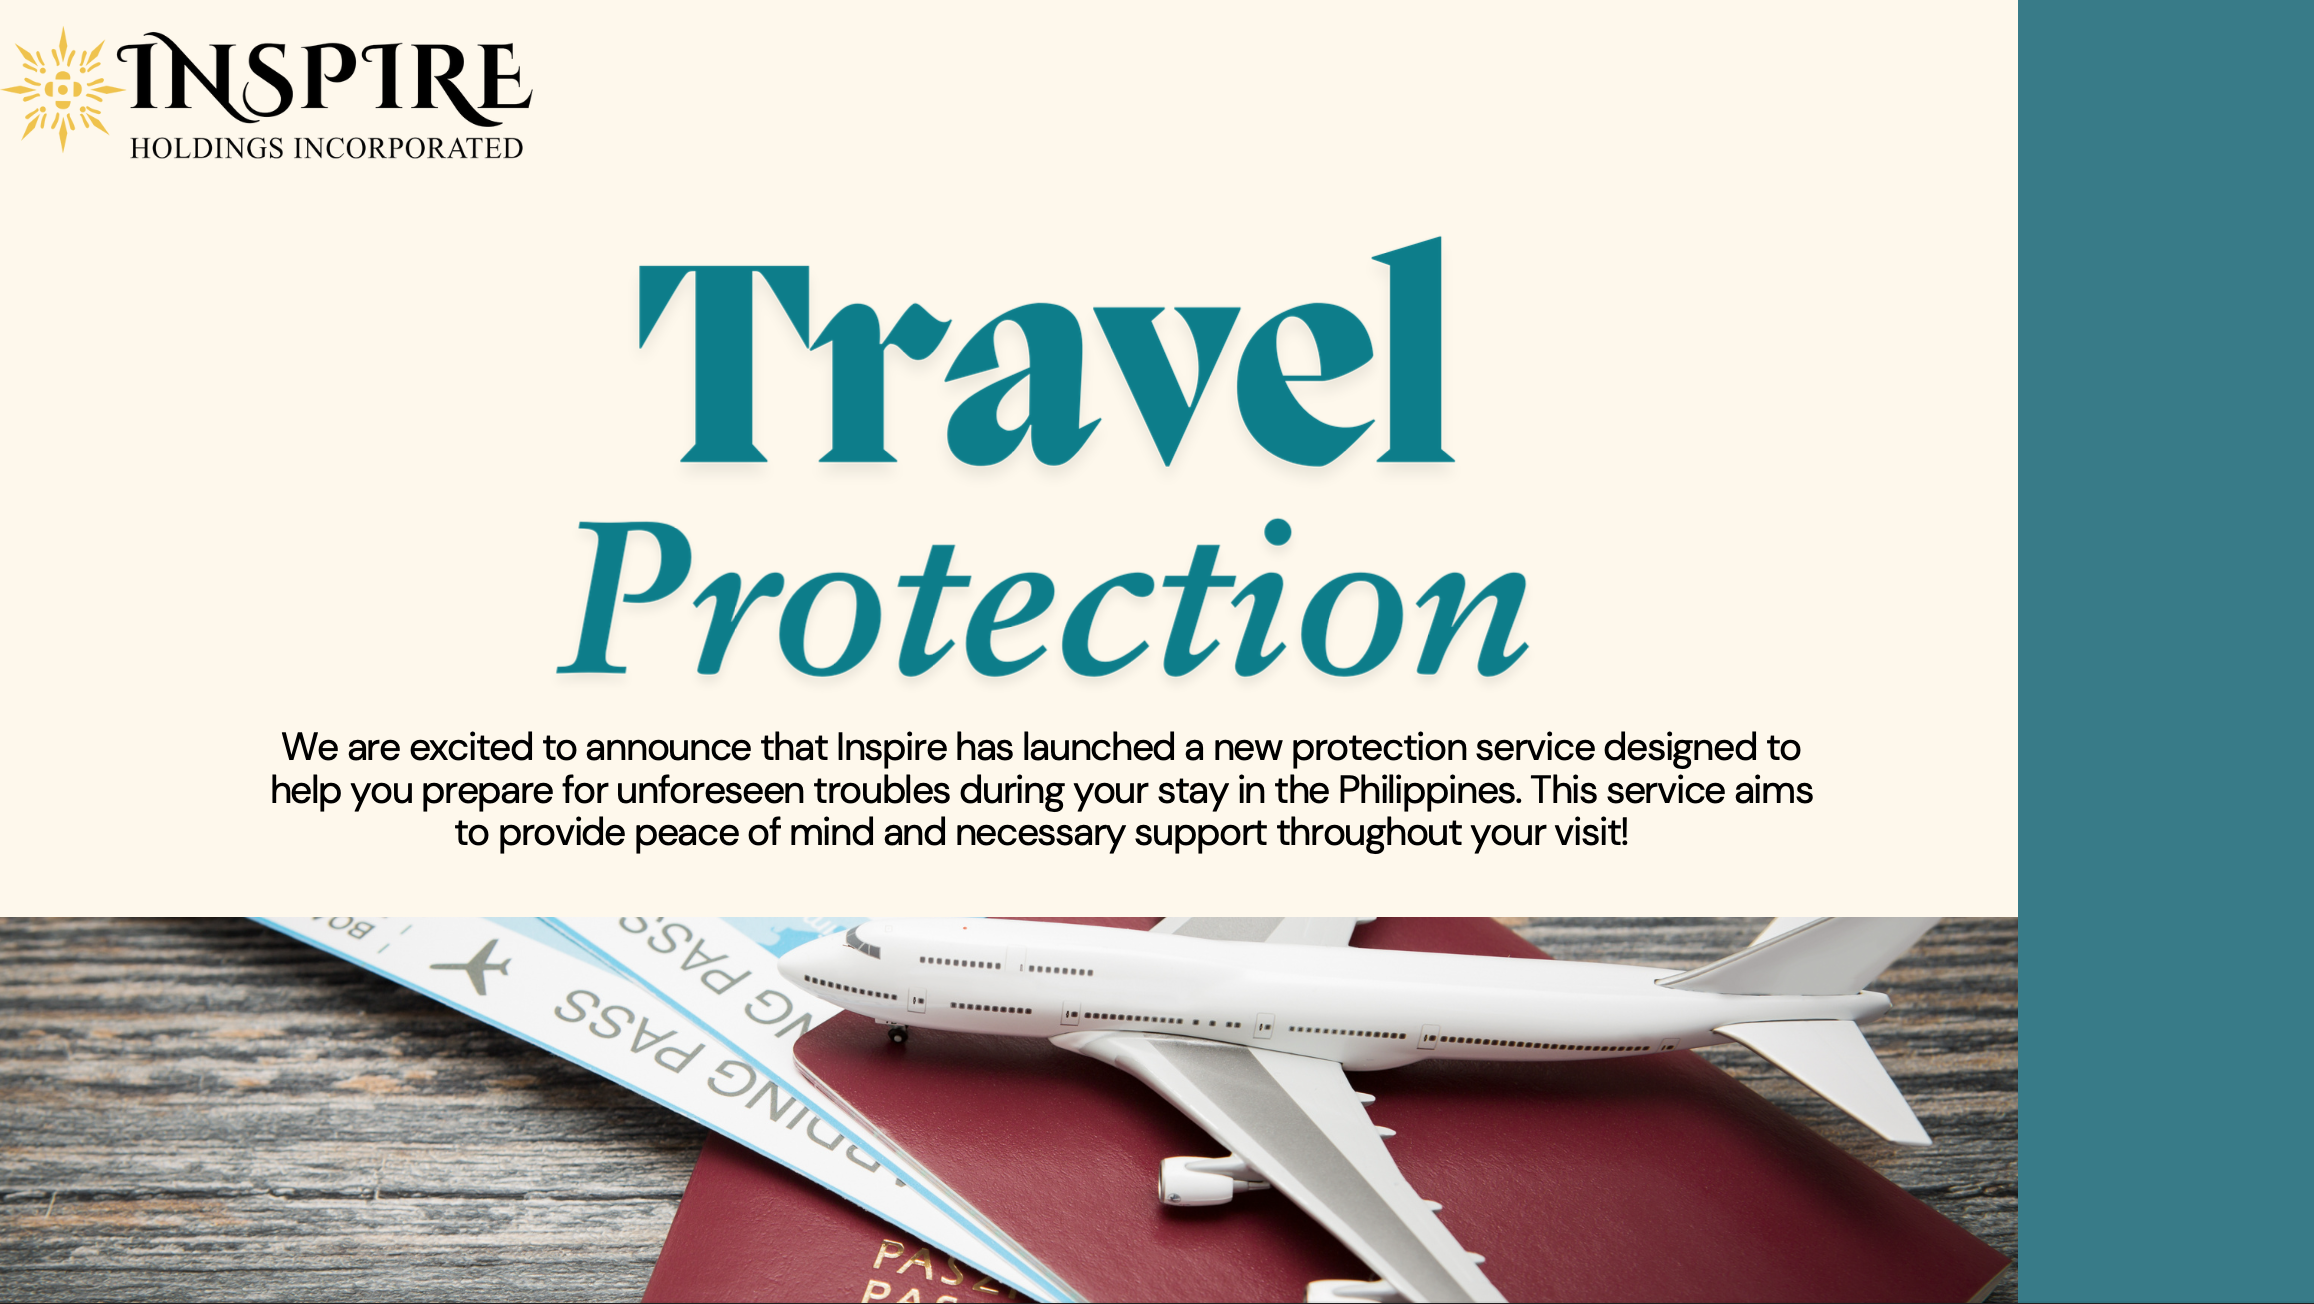 INSPIRE
HOLDINGS INCORPORATED
Travel
Protection
We are excited to announce that Inspire has launched a new protection service designed to
help you prepare for unforeseen troubles during your stay in the Philippines. This service aims
to provide peace of mind and necessary support throughout your visit!
PASS
NG PASS